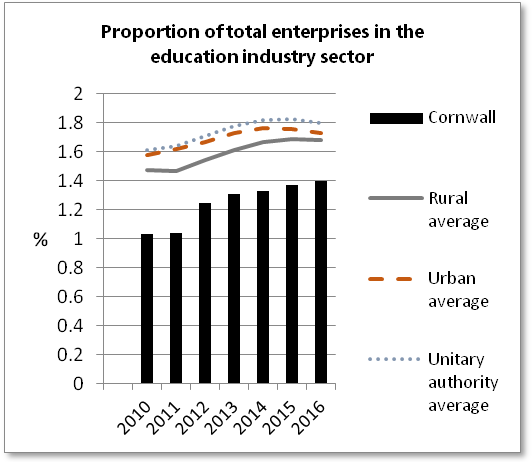 Proportion of total enterprises in the
education industry sector
2
1.8
1.6
1.4
1.2
1
0.8
0.6
0.4
0.2
0
%
2010
2011
2012
2013
2014
2015
2016
Cornwall
Rural
average
Urban
average
Unitary
authority
average